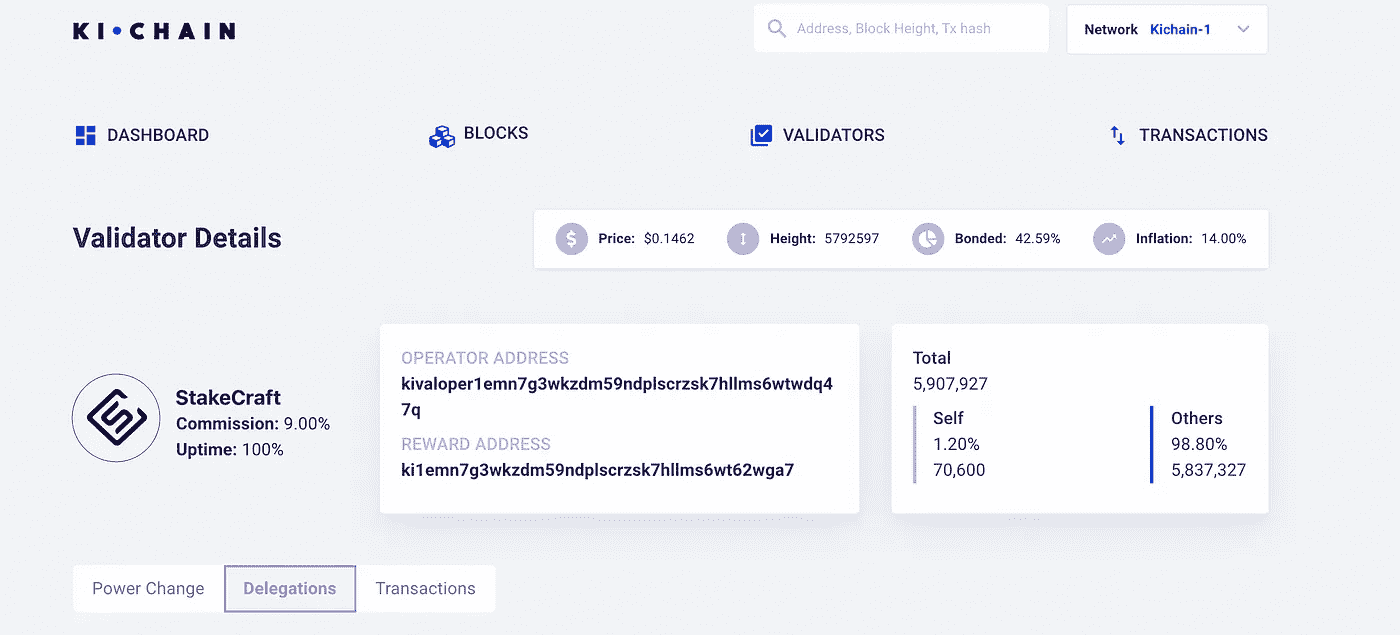 KI•CHAIN
Address, Block Height, Tx hash
Network Kichain-1
DASHBOARD
BLOCKS
VALIDATORS
TRANSACTIONS
Validator Details
Price: $0.1462
Height: 5792597
Bonded: 42.59%
Inflation: 14.00%
StakeCraft
Commission: 9.00%
Uptime: 100%
OPERATOR ADDRESS
kivaloper1emn7g3wkzdm59ndplscrzsk7hllms6wtwdq4
7q
REWARD ADDRESS
ki1emn7g3wkzdm59ndplscrzsk7hllms6wt62wga7
Total
5,907,927
Self
1.20%
70,600
Others
98.80%
5,837,327
Power Change
Delegations
Transactions